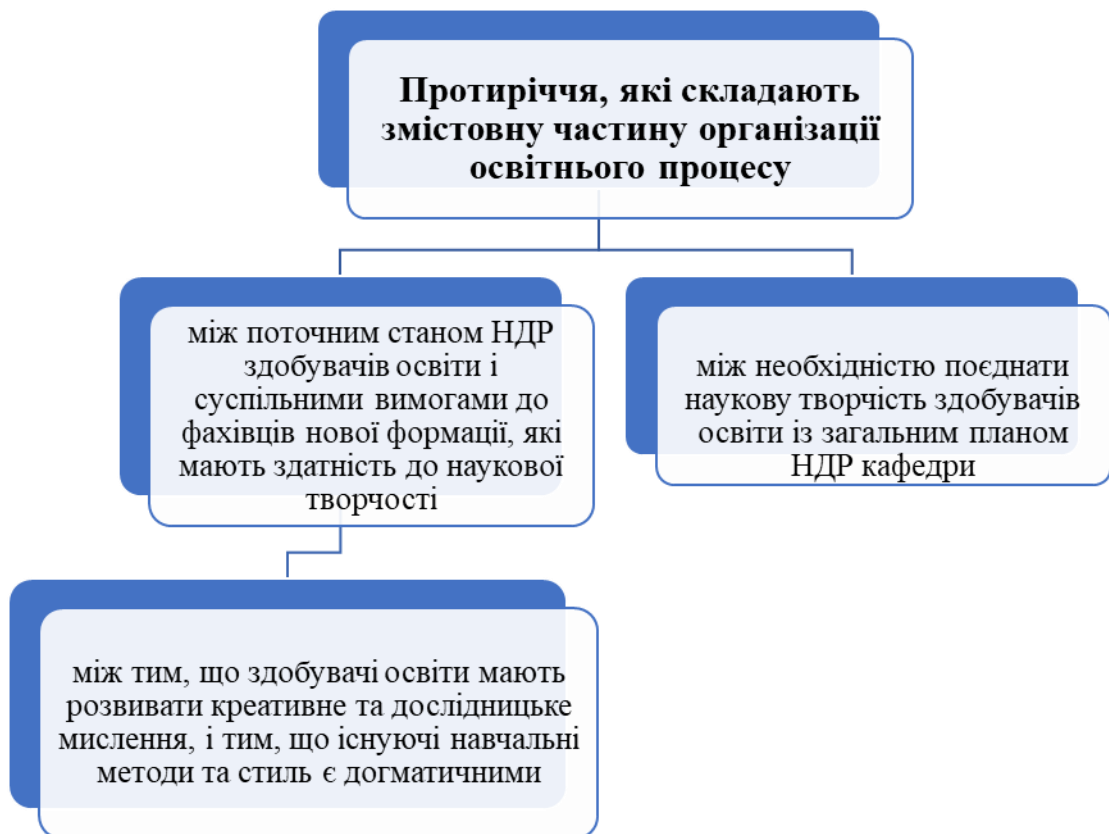 Протиріччя, які складають
змістовну частину організації
освітнього процесу
між поточним станом НДР
здобувачів освіти і
суспільними вимогами до
фахівців нової формації, які
мають здатність до наукової
творчості
між необхідністю поєднати
наукову творчість здобувачів
освіти із загальним планом
НДР кафедри
між тим, що здобувачі освіти мають
розвивати креативне та дослідницьке
мислення, і тим, що існуючі навчальні
методи та стиль є догматичними